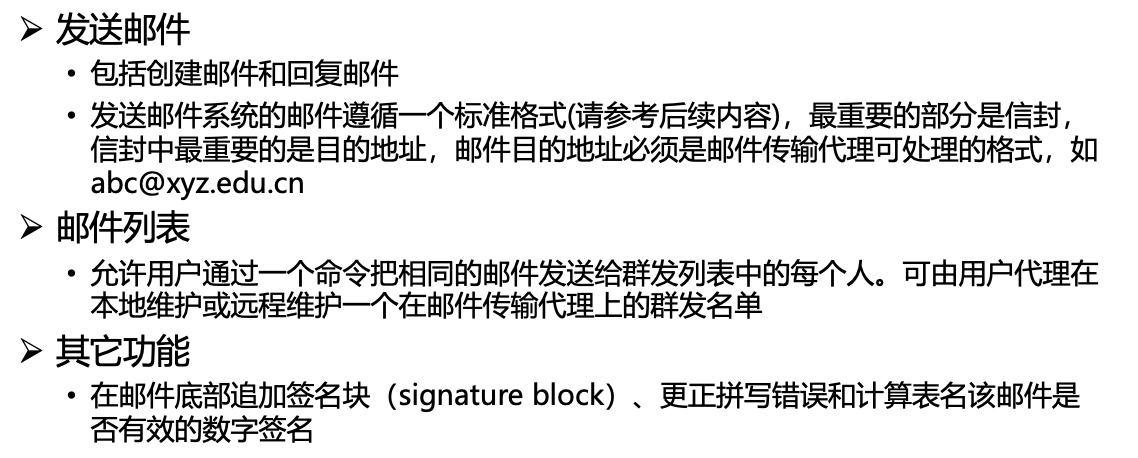 ➢ 发送邮件
• 包括创建邮件和回复邮件
• 发送邮件系统的邮件遵循一个标准格式(请参考后续内容)，最重要的部分是信封，
信封中最重要的是目的地址，邮件目的地址必须是邮件传输代理可处理的格式，如
abc@xyz.edu.cn
➢ 邮件列表
• 允许用户通过一个命令把相同的邮件发送给群发列表中的每个人。可由用户代理在
本地维护或远程维护一个在邮件传输代理上的群发名单
➢ 其它功能
• 在邮件底部追加签名块（signature block）、更正拼写错误和计算表名该邮件是
否有效的数字签名